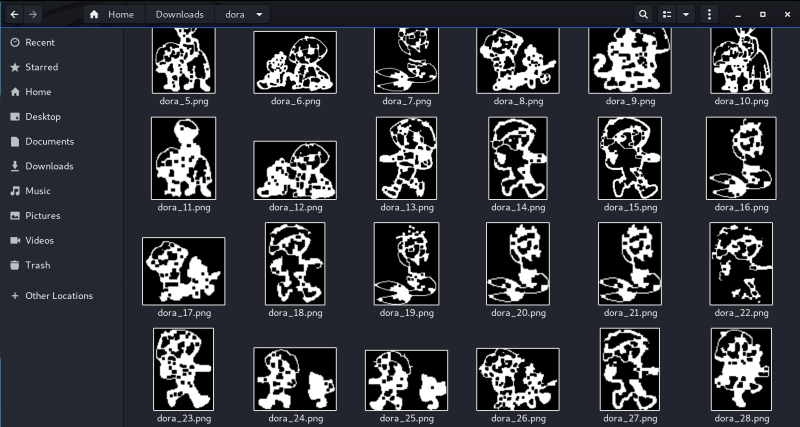 Home Downloads dora
Recent
Starred
Home
Desktop
Documents
Downloads
Music
Pictures
Videos
Trash
Other Locations
dora_5.png dora_6.png dora_7.png dora_8.png dora_9.png dora_10.png
dora_11.png dora_12.png dora_13.png dora_14.png dora_15.png dora_16.png
dora_17.png dora_18.png dora_19.png dora_20.png dora_21.png dora_22.png
dora_23.png dora_24.png dora_25.png dora_26.png dora_27.png dora_28.png